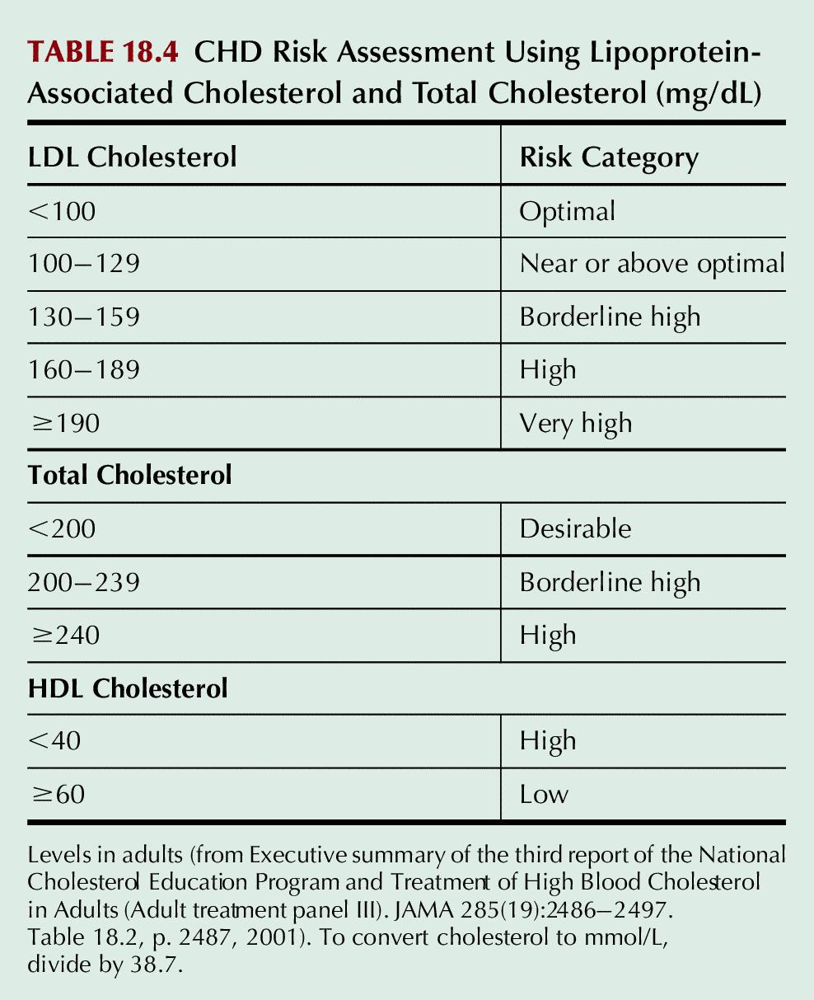 TABLE 18.4 CHD Risk Assessment Using Lipoprotein-
Associated Cholesterol and Total Cholesterol (mg/dL)
LDL Cholesterol Risk Category
<100 Optimal
100–129 Near or above optimal
130–159 Borderline high
160–189 High
≥190 Very high
Total Cholesterol
<200 Desirable
200–239 Borderline high
≥240 High
HDL Cholesterol
<40 High
≥60 Low
Levels in adults (from Executive summary of the third report of the National
Cholesterol Education Program and Treatment of High Blood Cholesterol
in Adults (Adult treatment panel III). JAMA 285(19):2486–2497.
Table 18.2, p. 2487, 2001). To convert cholesterol to mmol/L,
divide by 38.7.